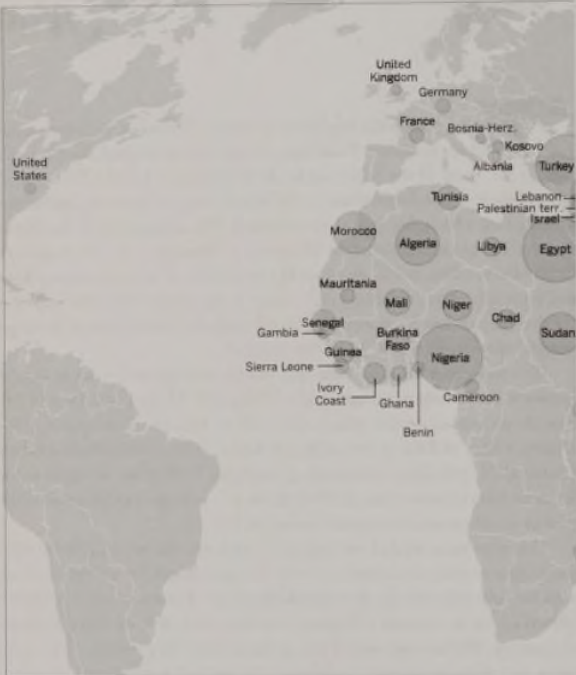 United
Kingdom
Germany
France
Bosnia-Herz.
Kosovo
Albania
Turkey
United
States
Tunisia
Lebanon
Palestinian terr.
Israel
Morocco
Algeria
Libya
Egypt
Mauritania
Mali
Niger
Chad
Senegal
Gambia
Burkina
Faso
Sudan
Guinea
Nigeria
Sierra Leone
Ivory
Coast
Ghana
Cameroon
Benin